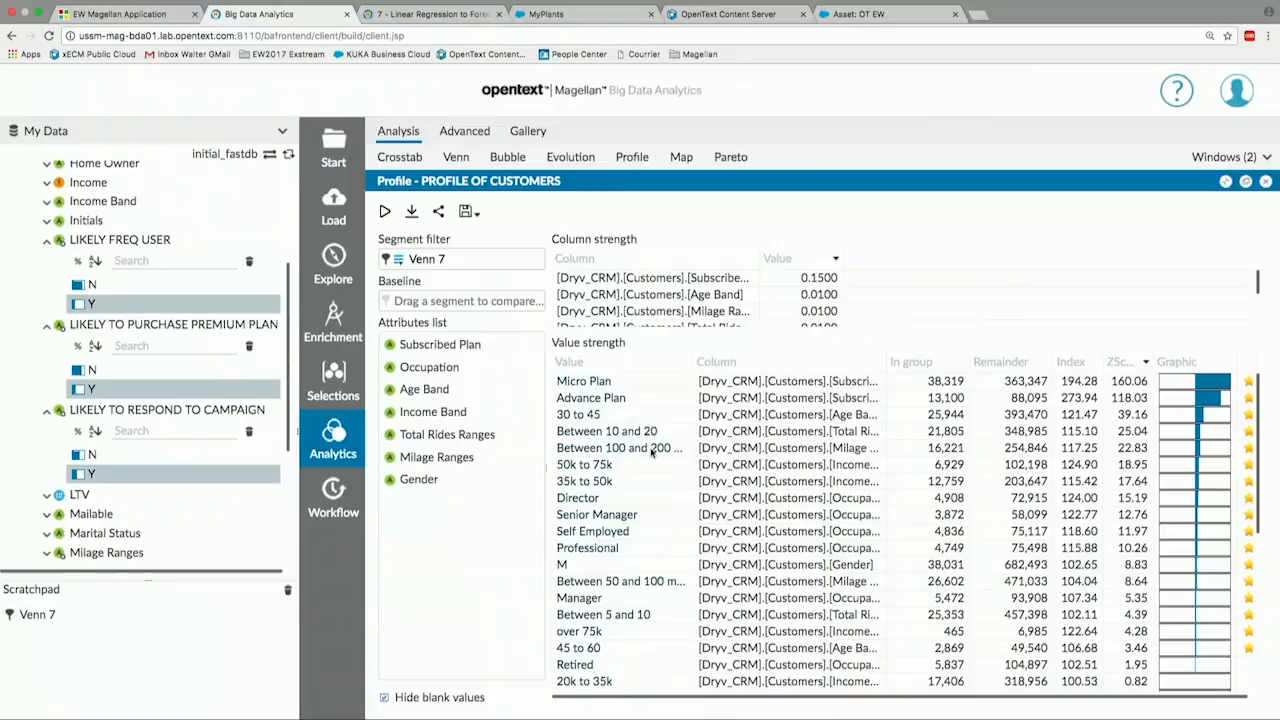 EW Magellan Application
Big Data Analytics
7 - Linear Regression to Fore
MyPlants
OpenText Content Server
Asset: OT EW
ussm-mag-bda01.lab.opentext.com:8110/bafrontend/client/build/client.jsp
Apps
xECM Public Cloud
Inbox Walter GMail
EW2017 Exstream
KUKA Business Cloud
OpenText Content...
People Center
Courrier
Magellan
opentext™ | Magellan™ Big Data Analytics
?
My Data
initial_fastdb
Home Owner
Income
Income Band
Initials
LIKELY FREQ USER
% Search
N
Y
LIKELY TO PURCHASE PREMIUM PLAN
% Search
N
Y
LIKELY TO RESPOND TO CAMPAIGN
% Search
N
Y
LTV
Mailable
Marital Status
Milage Ranges
Scratchpad
Venn 7
Start
Load
Explore
Enrichment
Selections
Analytics
Workflow
Analysis Advanced Gallery
Crosstab Venn Bubble Evolution Profile Map Pareto Windows (2)
Profile - PROFILE OF CUSTOMERS
Segment filter
Venn 7
Baseline
Drag a segment to compare...
Attributes list
Subscribed Plan
Occupation
Age Band
Income Band
Total Rides Ranges
Milage Ranges
Gender
Hide blank values
Column strength
Column Value
[Dryv_CRM].[Customers].[Subscribe... 0.1500
[Dryv_CRM].[Customers].[Age Band] 0.0100
[Dryv_CRM].[Customers].[Milage Ra... 0.0100
[Dryv_CRM].[Customers].[Total Ride... 0.0100
Value strength
Value Column In group Remainder Index ZSc... Graphic
Micro Plan [Dryv_CRM].[Customers].[Subscri... 38,319 363,347 194.28 160.06
Advance Plan [Dryv_CRM].[Customers].[Subscri... 13,100 88,095 273.94 118.03
30 to 45 [Dryv_CRM].[Customers].[Age Ba... 25,944 393,470 121.47 39.16
Between 10 and 20 [Dryv_CRM].[Customers].[Total Ri... 21,805 348,985 115.10 25.04
Between 100 and 200 ... [Dryv_CRM].[Customers].[Milage ... 16,221 254,846 117.25 22.83
50k to 75k [Dryv_CRM].[Customers].[Income... 6,929 102,198 124.90 18.95
35k to 50k [Dryv_CRM].[Customers].[Income... 12,759 203,647 115.42 17.64
Director [Dryv_CRM].[Customers].[Occupa... 4,908 72,915 124.00 15.19
Senior Manager [Dryv_CRM].[Customers].[Occupa... 3,872 58,099 122.77 12.76
Self Employed [Dryv_CRM].[Customers].[Occupa... 4,836 75,117 118.60 11.97
Professional [Dryv_CRM].[Customers].[Occupa... 4,749 75,498 115.88 10.26
M [Dryv_CRM].[Customers].[Gender] 38,031 682,493 102.65 8.83
Between 50 and 100 m... [Dryv_CRM].[Customers].[Milage ... 26,602 471,033 104.04 8.64
Manager [Dryv_CRM].[Customers].[Occupa... 5,472 93,908 107.34 5.35
Between 5 and 10 [Dryv_CRM].[Customers].[Total Ri... 25,353 457,398 102.11 4.39
over 75k [Dryv_CRM].[Customers].[Income... 465 6,985 122.64 4.28
45 to 60 [Dryv_CRM].[Customers].[Age Ba... 2,869 49,540 106.68 3.46
Retired [Dryv_CRM].[Customers].[Occupa... 5,837 104,897 102.51 1.95
20k to 35k [Dryv_CRM].[Customers].[Income... 17,406 318,956 100.53 0.82